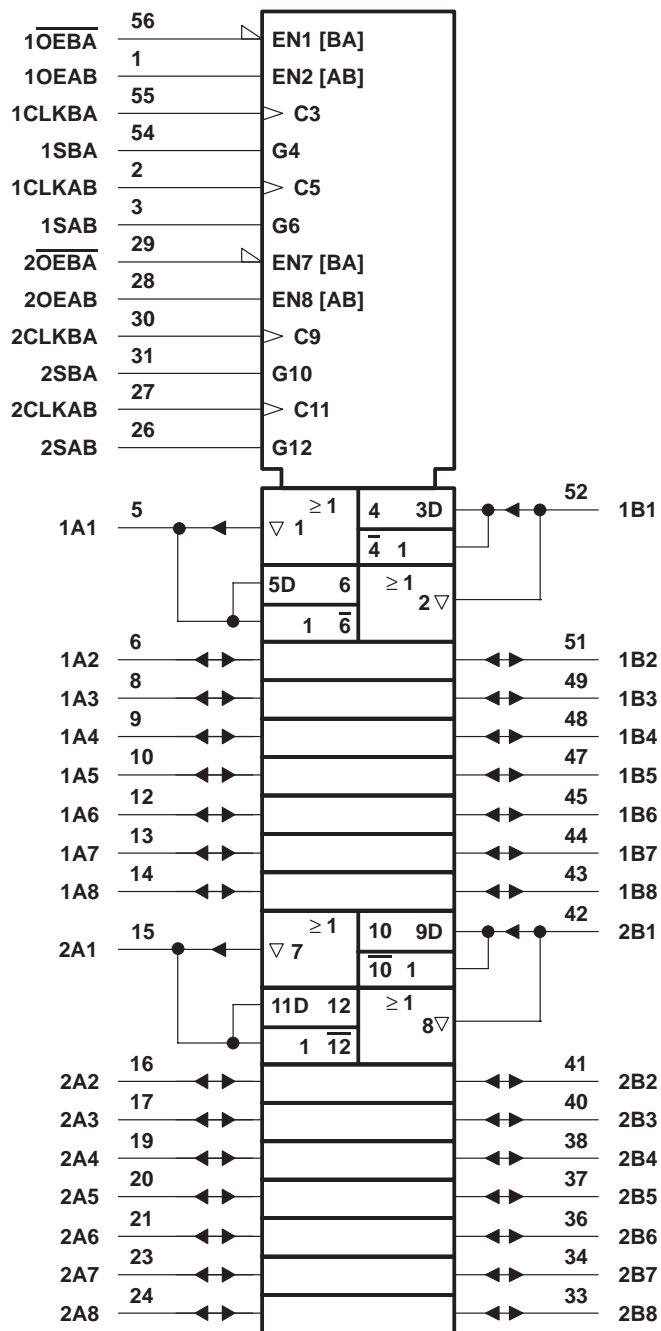 56
1O̅E̅B̅A̅ EN1 [BA]
1
1OEAB EN2 [AB]
55
1CLKBA C3
54
1SBA G4
2
1CLKAB C5
3
1SAB G6
29
2O̅E̅B̅A̅ EN7 [BA]
28
2OEAB EN8 [AB]
30
2CLKBA C9
31
2SBA G10
27
2CLKAB C11
26
2SAB G12
5 ≥ 1 4 3D 52
1A1 ▽ 1 1B1
4̅ 1
5D 6 ≥ 1
2 ▽
1 6̅
6 51
1A2 1B2
8 49
1A3 1B3
9 48
1A4 1B4
10 47
1A5 1B5
12 45
1A6 1B6
13 44
1A7 1B7
14 43
1A8 1B8
15 ≥ 1 10 9D 42
2A1 ▽ 7 2B1
1̅0̅ 1
11D 12 ≥ 1
8 ▽
1 1̅2̅
16 41
2A2 2B2
17 40
2A3 2B3
19 38
2A4 2B4
20 37
2A5 2B5
21 36
2A6 2B6
23 34
2A7 2B7
24 33
2A8 2B8